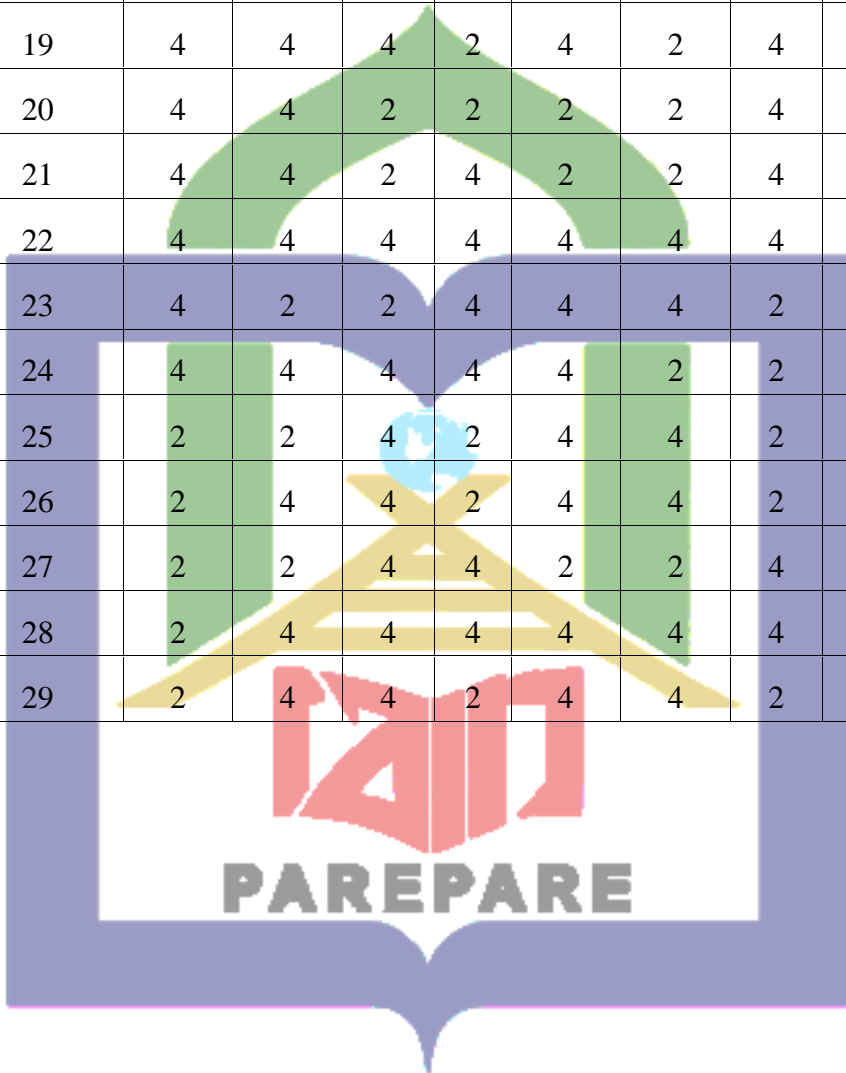 19 4 4 4 2 4 2 4
20 4 4 2 2 2 2 4
21 4 4 2 4 2 2 4
22 4 4 4 4 4 4 4
23 4 2 2 4 4 4 2
24 4 4 4 4 4 2 2
25 2 2 4 2 4 4 2
26 2 4 4 2 4 4 2
27 2 2 4 4 2 2 4
28 2 4 4 4 4 4 4
29 2 4 4 2 4 4 2
iain
PAREPARE